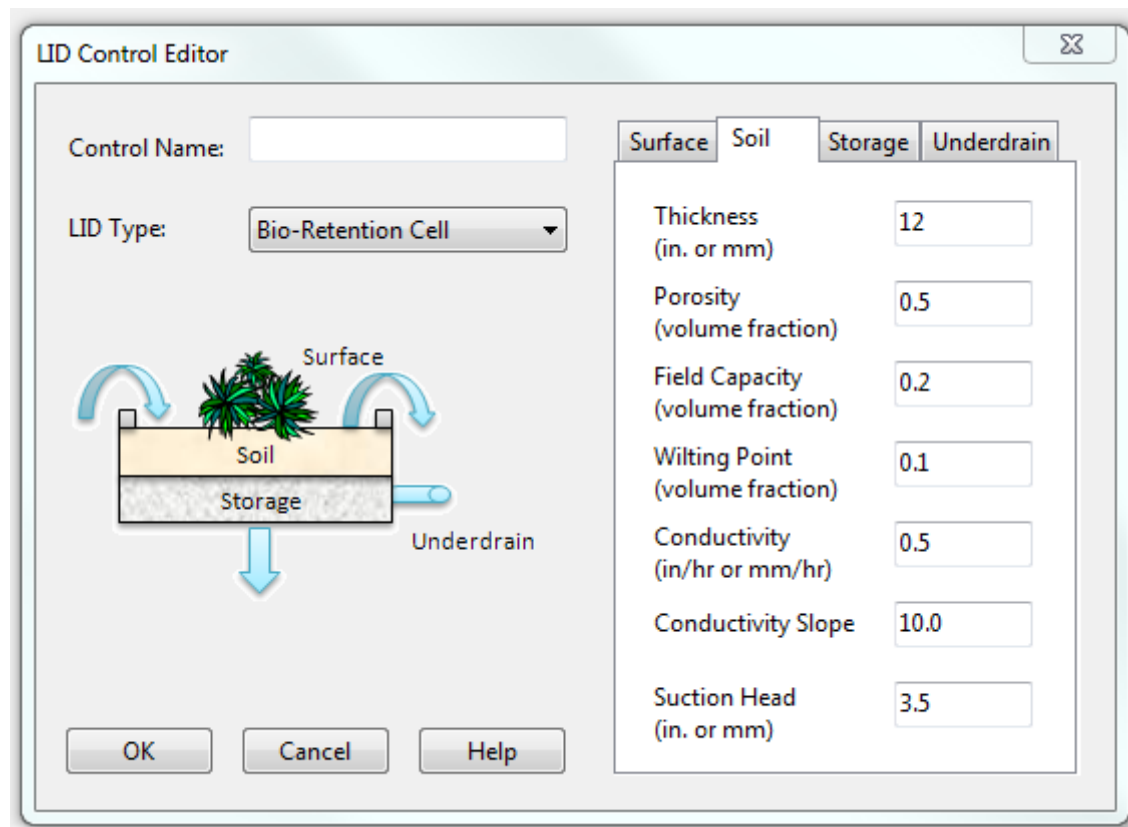 LID Control Editor
Control Name:
LID Type:
Bio-Retention Cell
Surface
Soil
Storage
Underdrain
OK
Cancel
Help
Surface
Soil
Storage
Underdrain
Thickness
(in. or mm)
12
Porosity
(volume fraction)
0.5
Field Capacity
(volume fraction)
0.2
Wilting Point
(volume fraction)
0.1
Conductivity
(in/hr or mm/hr)
0.5
Conductivity Slope
10.0
Suction Head
(in. or mm)
3.5